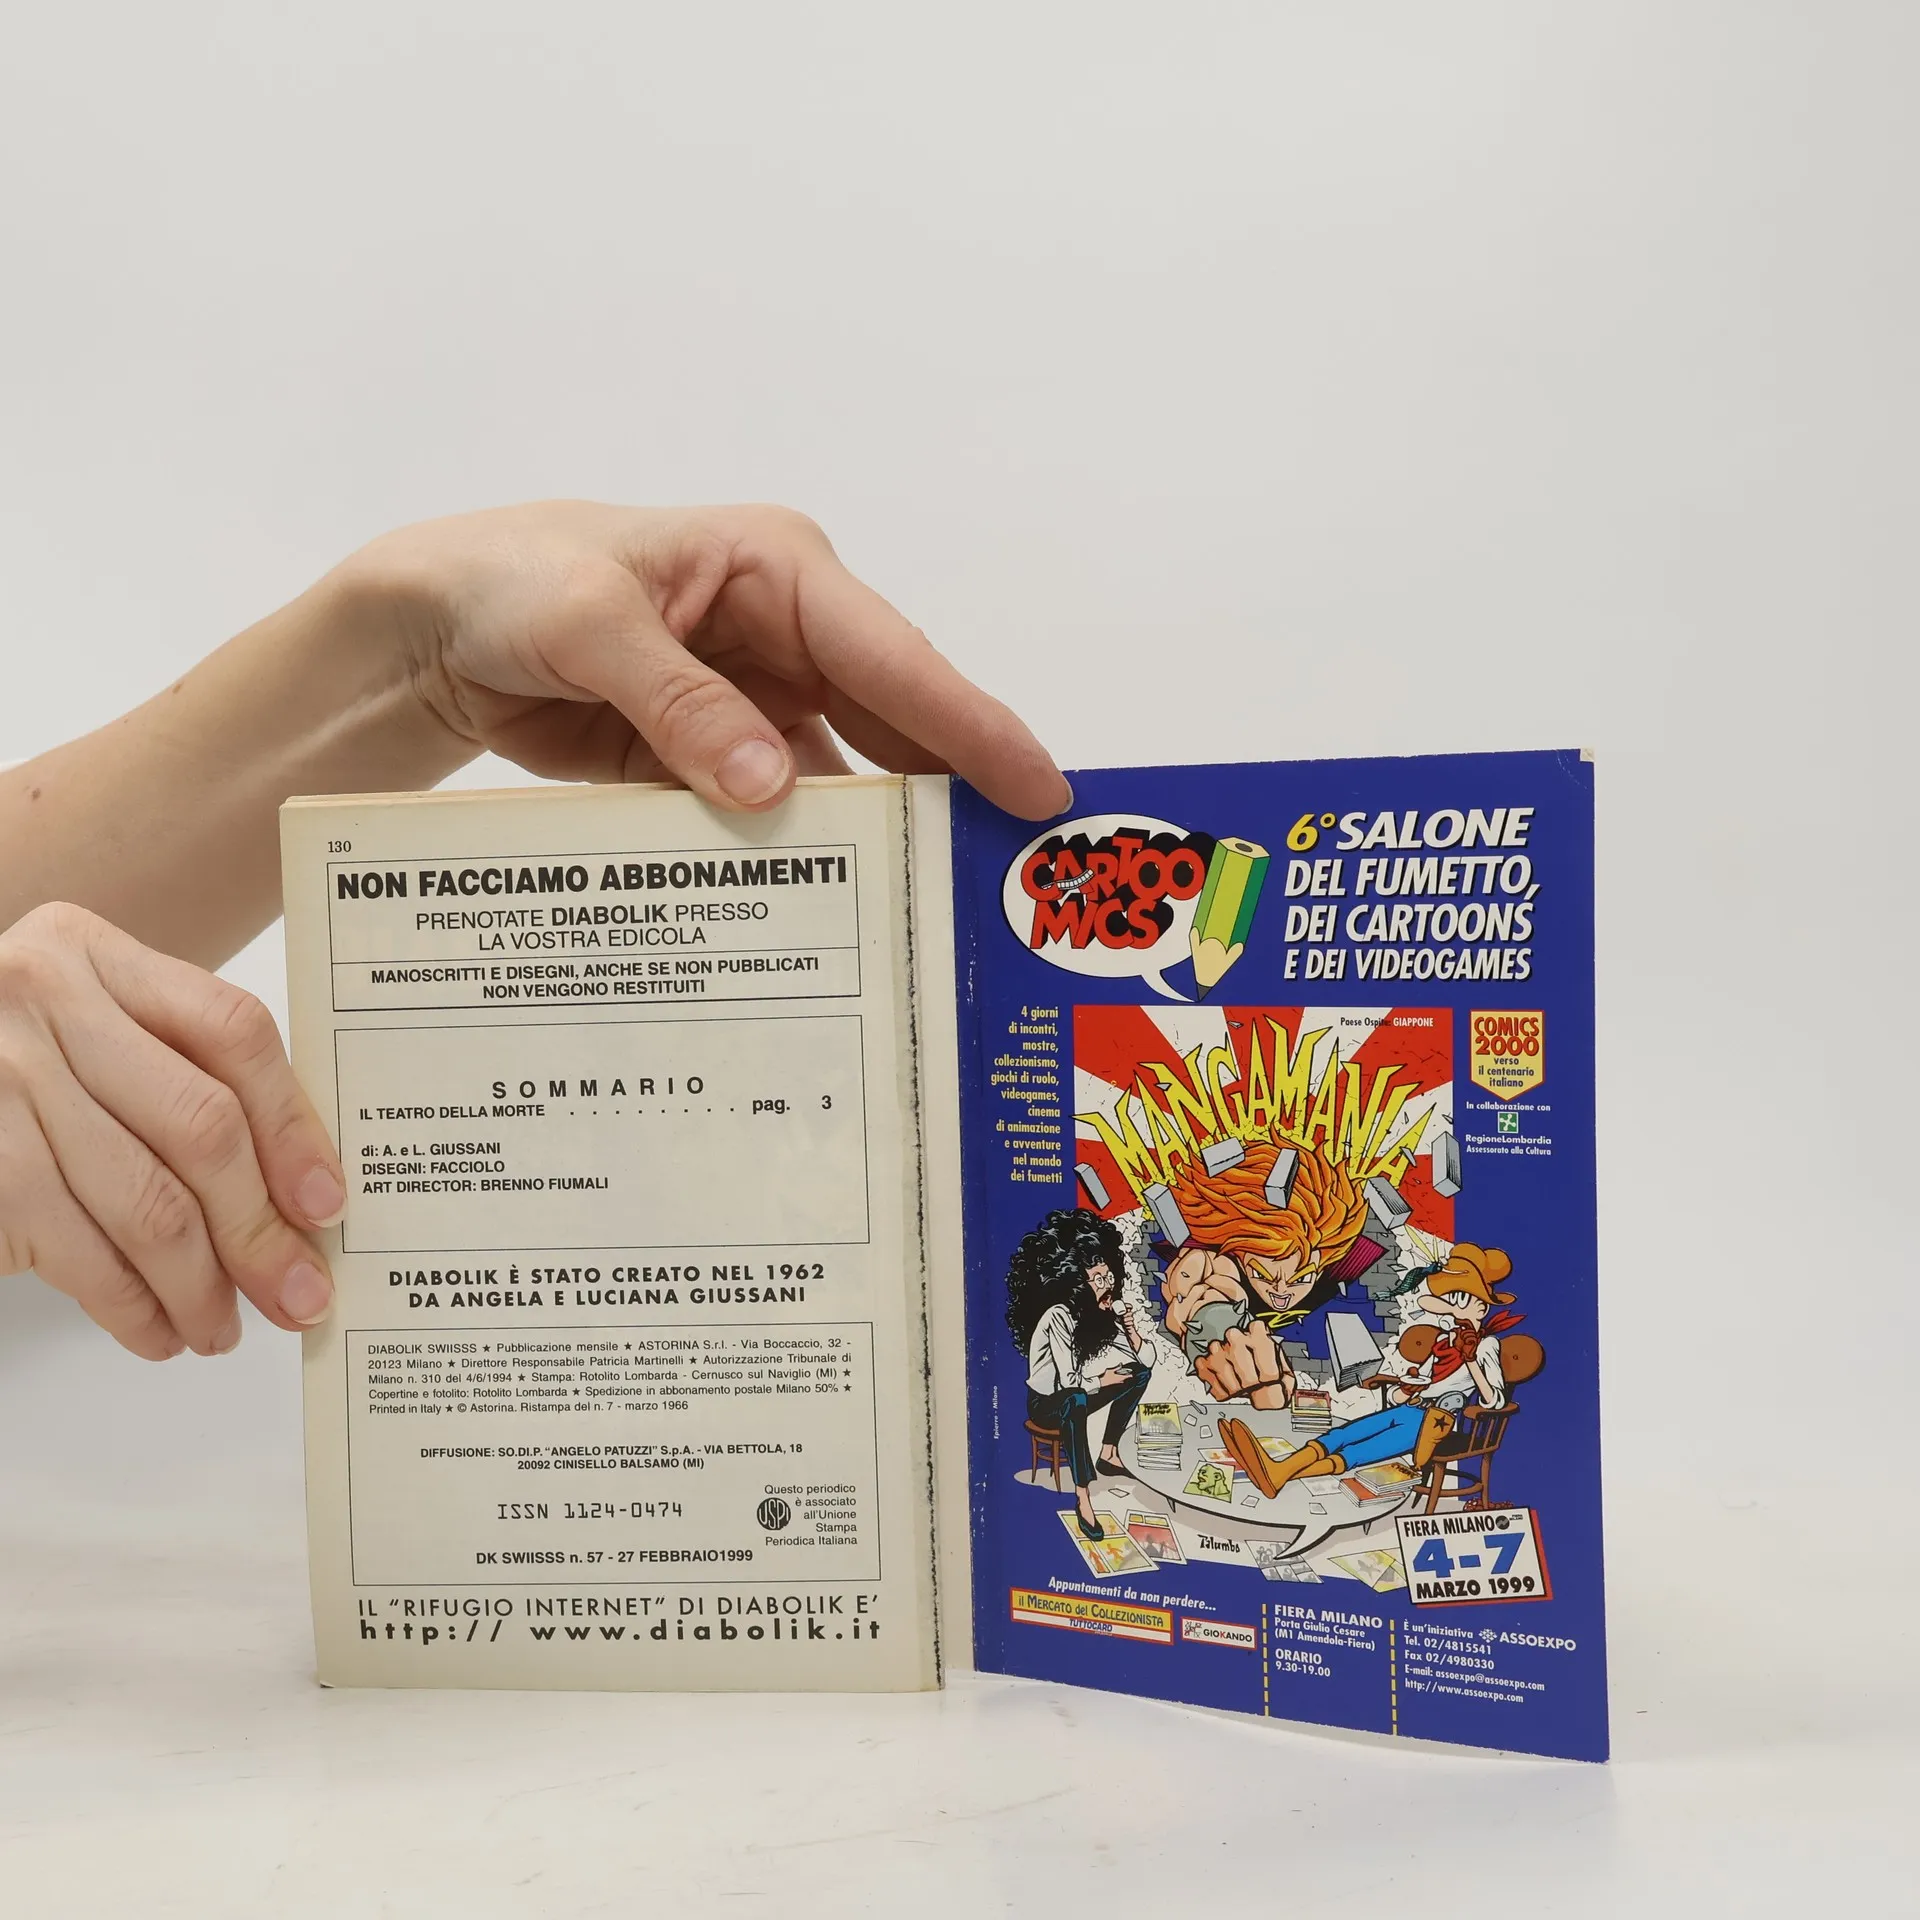 130
NON FACCIAMO ABBONAMENTI
PRENOTATE DIABOLIK PRESSO
LA VOSTRA EDICOLA
MANOSCRITTI E DISEGNI, ANCHE SE NON PUBBLICATI
NON VENGONO RESTITUITI
SOMMARIO
IL TEATRO DELLA MORTE . . . . . . . . pag. 3
di: A. e L. GIUSSANI
DISEGNI: FACCIOLO
ART DIRECTOR: BRENNO FIUMALI
DIABOLIK È STATO CREATO NEL 1962
DA ANGELA E LUCIANA GIUSSANI
DIABOLIK SWIISSS ★ Pubblicazione mensile ★ ASTORINA S.r.l. - Via Boccaccio, 32 -
20123 Milano ★ Direttore Responsabile Patricia Martinelli ★ Autorizzazione Tribunale di
Milano n. 310 del 4/6/1994 ★ Stampa: Rotolito Lombarda - Cernusco sul Naviglio (MI) ★
Copertine e fotolito: Rotolito Lombarda ★ Spedizione in abbonamento postale Milano 50% ★
Printed in Italy ★ © Astorina. Ristampa del n. 7 - marzo 1966
DIFFUSIONE: SO.DI.P. “ANGELO PATUZZI” S.p.A. - VIA BETTOLA, 18
20092 CINISELLO BALSAMO (MI)
ISSN 1124-0474
USPI
Questo periodico
è associato
all'Unione
Stampa
Periodica Italiana
DK SWIISSS n. 57 - 27 FEBBRAIO1999
IL “RIFUGIO INTERNET” DI DIABOLIK E’
http:// www.diabolik.it
CARTOO
MICS
6° SALONE
DEL FUMETTO,
DEI CARTOONS
E DEI VIDEOGAMES
4 giorni
di incontri,
mostre,
collezionismo,
giochi di ruolo,
videogames,
cinema
di animazione
e avventure
nel mondo
dei fumetti
Paese Ospite: GIAPPONE
MANGAMANIA
COMICS
2000
verso
il centenario
italiano
In collaborazione con
RegioneLombardia
Assessorato alla Cultura
Epierre - Milano
Palumbo
FIERA MILANO
4-7
MARZO 1999
Appuntamenti da non perdere...
il MERCATO del COLLEZIONISTA
TUTTOCARD
GIOKANDO
FIERA MILANO
Porta Giulio Cesare
(M1 Amendola-Fiera)
ORARIO
9.30-19.00
È un'iniziativa ASSOEXPO
Tel. 02/4815541
Fax 02/4980330
E-mail: assoexpo@assoexpo.com
http://www.assoexpo.com